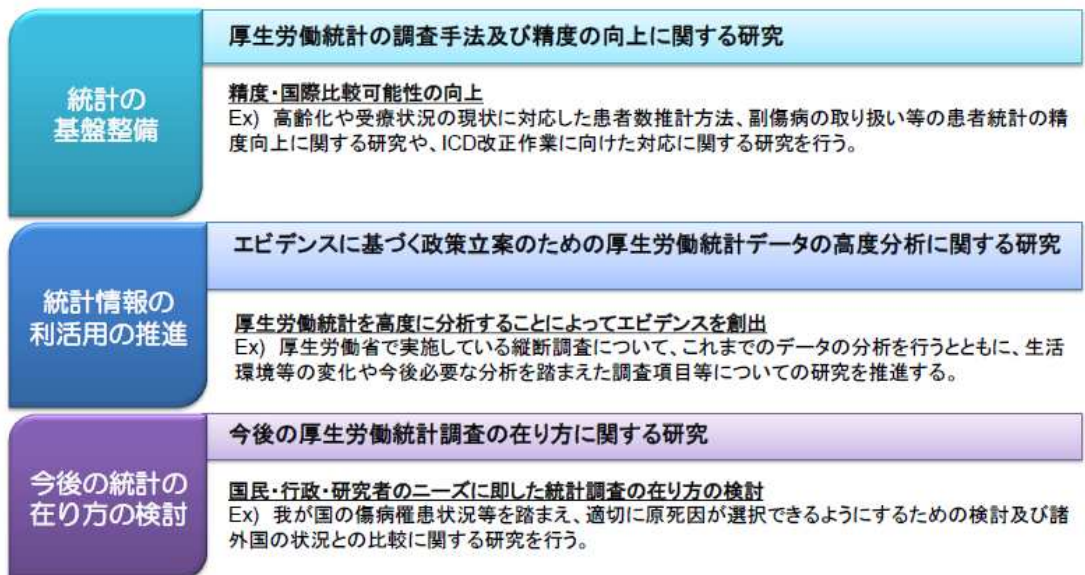 統計の
基盤整備
厚生労働統計の調査手法及び精度の向上に関する研究
精度・国際比較可能性の向上
Ex) 高齢化や受療状況の現状に対応した患者数推計方法、副傷病の取り扱い等の患者統計の精
度向上に関する研究や、ICD改正作業に向けた対応に関する研究を行う。
統計情報の
利活用の推進
エビデンスに基づく政策立案のための厚生労働統計データの高度分析に関する研究
厚生労働統計を高度に分析することによってエビデンスを創出
Ex) 厚生労働省で実施している縦断調査について、これまでのデータの分析を行うとともに、生活
環境等の変化や今後必要な分析を踏まえた調査項目等についての研究を推進する。
今後の統計の
在り方の検討
今後の厚生労働統計調査の在り方に関する研究
国民・行政・研究者のニーズに即した統計調査の在り方の検討
Ex) 我が国の傷病罹患状況等を踏まえ、適切に原死因が選択できるようにするための検討及び諸
外国の状況との比較に関する研究を行う。